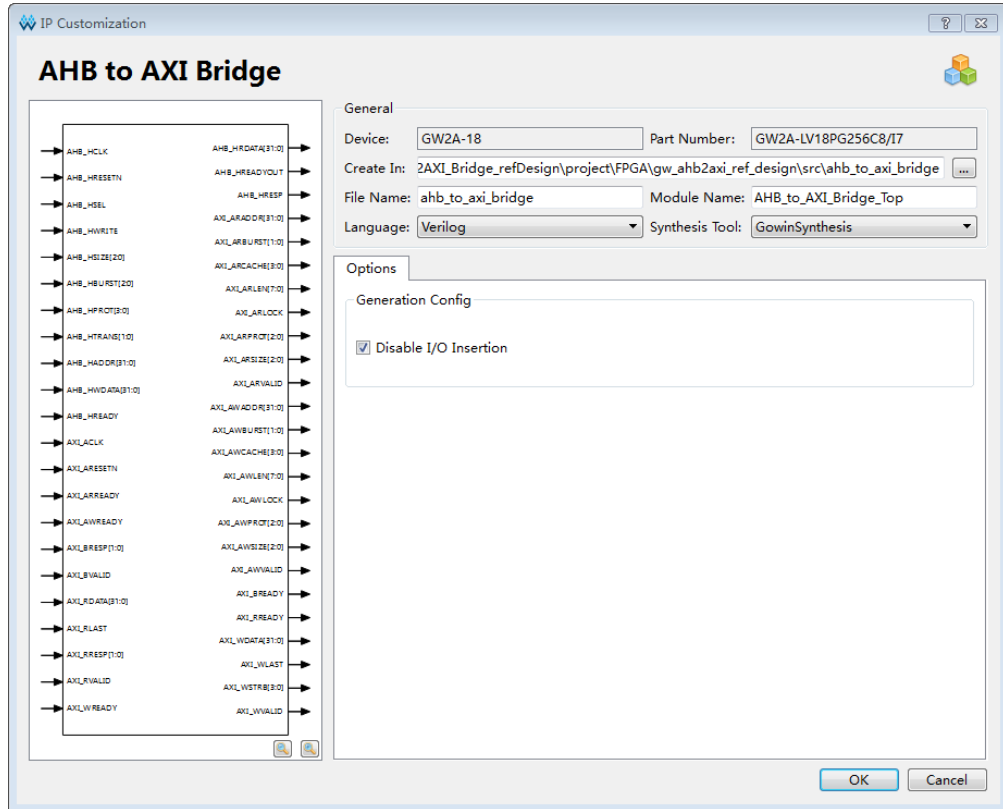 IP Customization
AHB to AXI Bridge
AHB_HCLK
AHB_HRESETN
AHB_HSEL
AHB_HWRITE
AHB_HSIZE[2:0]
AHB_HBURST[2:0]
AHB_HPROT[3:0]
AHB_HTRANS[1:0]
AHB_HADDR[31:0]
AHB_HWDATA[31:0]
AHB_HREADY
AXI_ACLK
AXI_ARESETN
AXI_ARREADY
AXI_AWREADY
AXI_BRESP[1:0]
AXI_BVALID
AXI_RDATA[31:0]
AXI_RLAST
AXI_RRESP[1:0]
AXI_RVALID
AXI_WREADY
AHB_HRDATA[31:0]
AHB_HREADYOUT
AHB_HRESP
AXI_ARADDR[31:0]
AXI_ARBURST[1:0]
AXI_ARCACHE[3:0]
AXI_ARLEN[7:0]
AXI_ARLOCK
AXI_ARPROT[2:0]
AXI_ARSIZE[2:0]
AXI_ARVALID
AXI_AWADDR[31:0]
AXI_AWBURST[1:0]
AXI_AWCACHE[3:0]
AXI_AWLEN[7:0]
AXI_AWLOCK
AXI_AWPROT[2:0]
AXI_AWSIZE[2:0]
AXI_AWVALID
AXI_BREADY
AXI_RREADY
AXI_WDATA[31:0]
AXI_WLAST
AXI_WSTRB[3:0]
AXI_WVALID
General
Device: GW2A-18 Part Number: GW2A-LV18PG256C8/I7
Create In: 2AXI_Bridge_refDesign\project\FPGA\gw_ahb2axi_ref_design\src\ahb_to_axi_bridge ...
File Name: ahb_to_axi_bridge Module Name: AHB_to_AXI_Bridge_Top
Language: Verilog Synthesis Tool: GowinSynthesis
Options
Generation Config
Disable I/O Insertion
OK Cancel